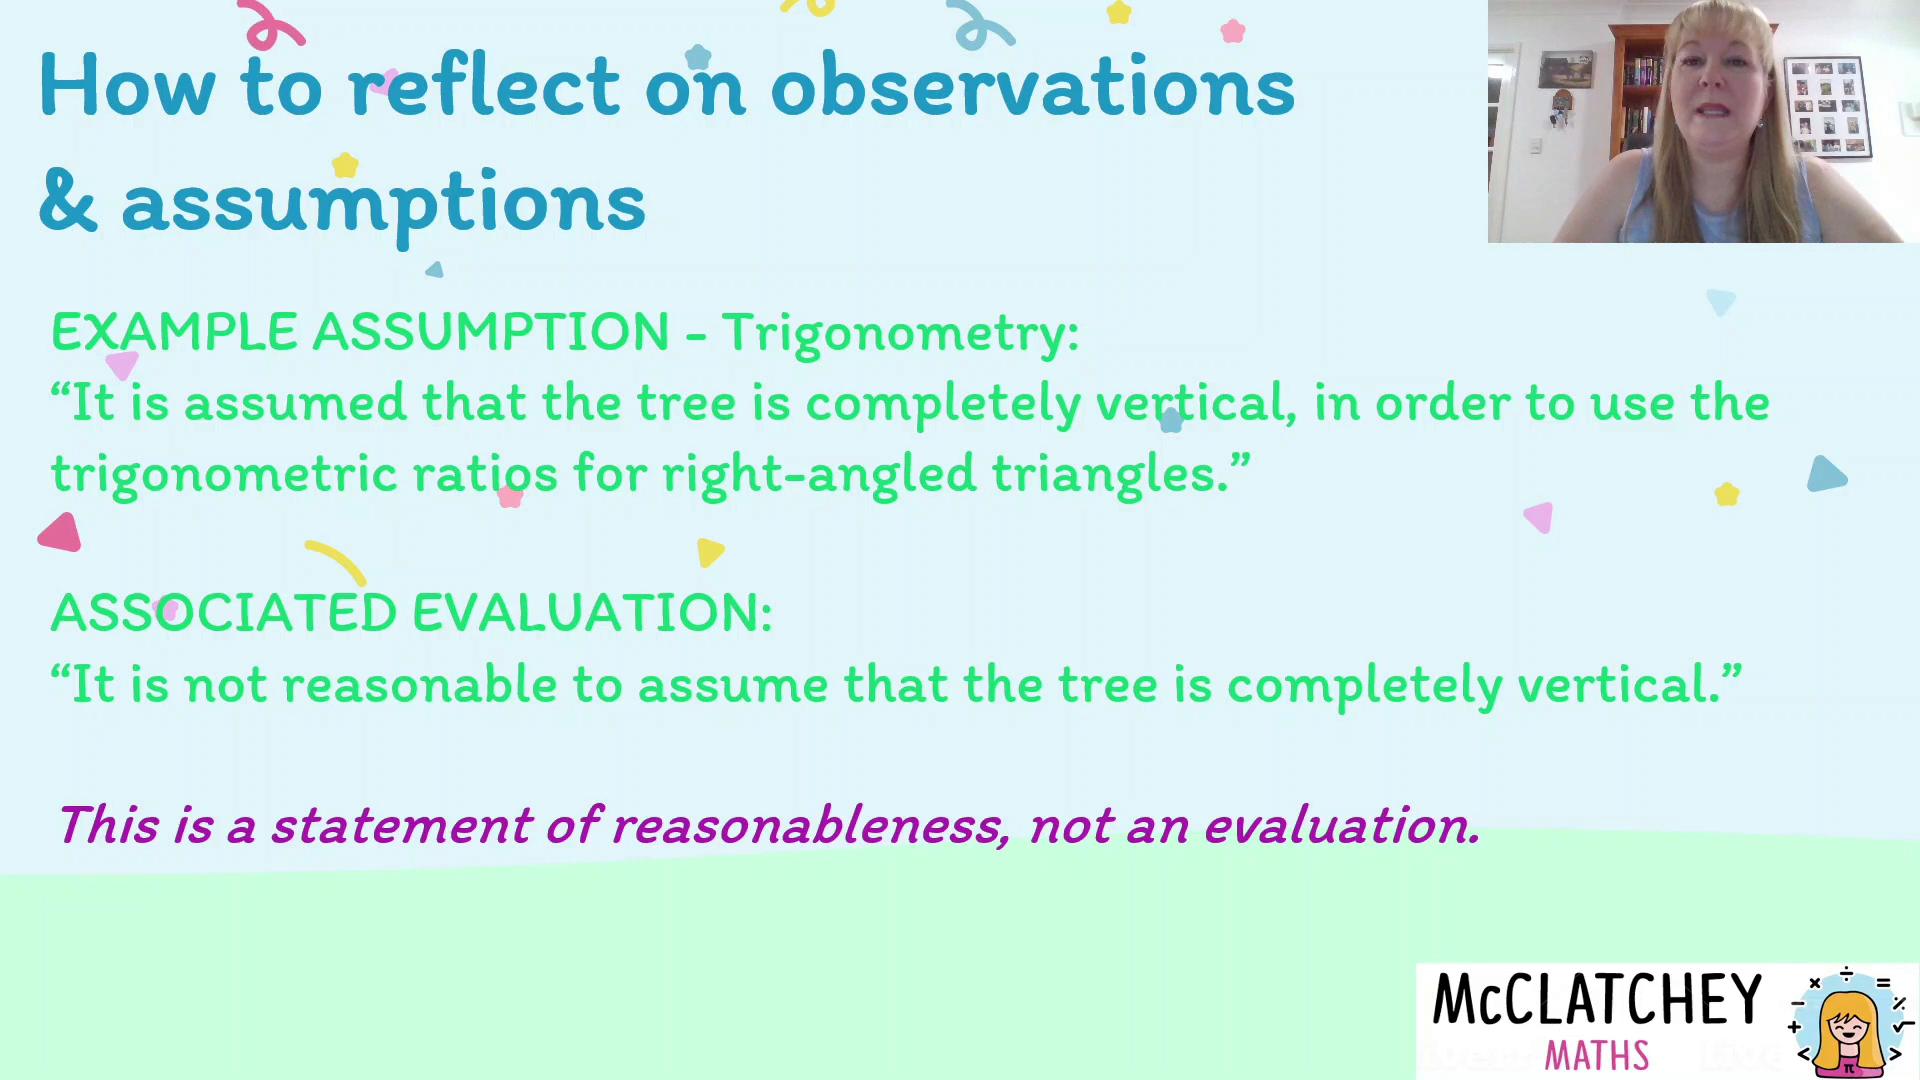 How to reflect on observations
& assumptions
EXAMPLE ASSUMPTION - Trigonometry:
“It is assumed that the tree is completely vertical, in order to use the
trigonometric ratios for right-angled triangles.”
ASSOCIATED EVALUATION:
“It is not reasonable to assume that the tree is completely vertical.”
This is a statement of reasonableness, not an evaluation.
McCLATCHEY
MATHS